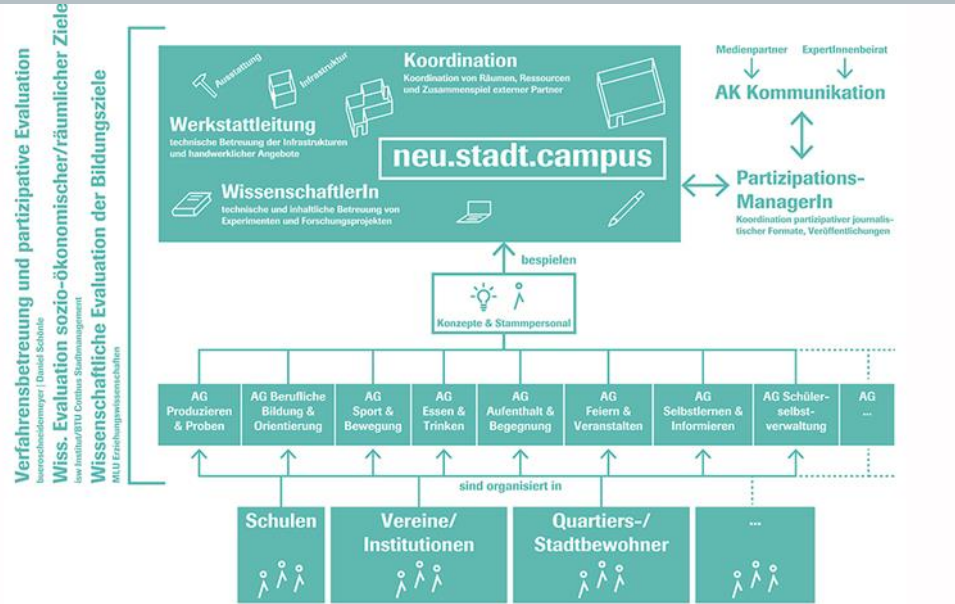 Verfahrensbetreuung und partizipative Evaluation
bueroschneidermeyer | Daniel Schönle
Wiss. Evaluation sozio-ökonomischer/räumlicher Ziele
isw Institut/BTU Cottbus Stadtmanagement
Wissenschaftliche Evaluation der Bildungsziele
MLU Erziehungswissenschaften
Ausstattung
Infrastruktur
Koordination
Koordination von Räumen, Ressourcen
und Zusammenspiel externer Partner
Werkstattleitung
technische Betreuung der Infrastrukturen
und handwerklicher Angebote
neu.stadt.campus
WissenschaftlerIn
technische und inhaltliche Betreuung von
Experimenten und Forschungsprojekten
Medienpartner
ExpertInnenbeirat
AK Kommunikation
Partizipations-
ManagerIn
Koordination partizipativer journalis-
tischer Formate, Veröffentlichungen
bespielen
Konzepte & Stammpersonal
AG
Produzieren
& Proben
AG Berufliche
Bildung &
Orientierung
AG
Sport &
Bewegung
AG
Essen &
Trinken
AG
Aufenthalt &
Begegnung
AG
Feiern &
Veranstalten
AG
Selbstlernen &
Informieren
AG Schüler-
selbst-
verwaltung
AG
...
sind organisiert in
Schulen
Vereine/
Institutionen
Quartiers-/
Stadtbewohner
...